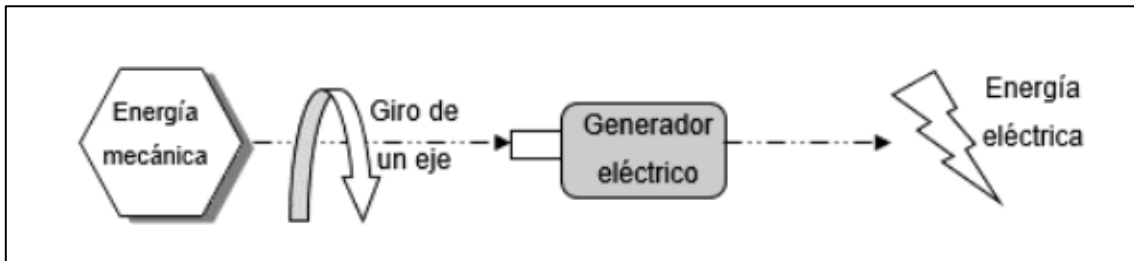 Energía
mecánica
Giro de
un eje
Generador
eléctrico
Energía
eléctrica